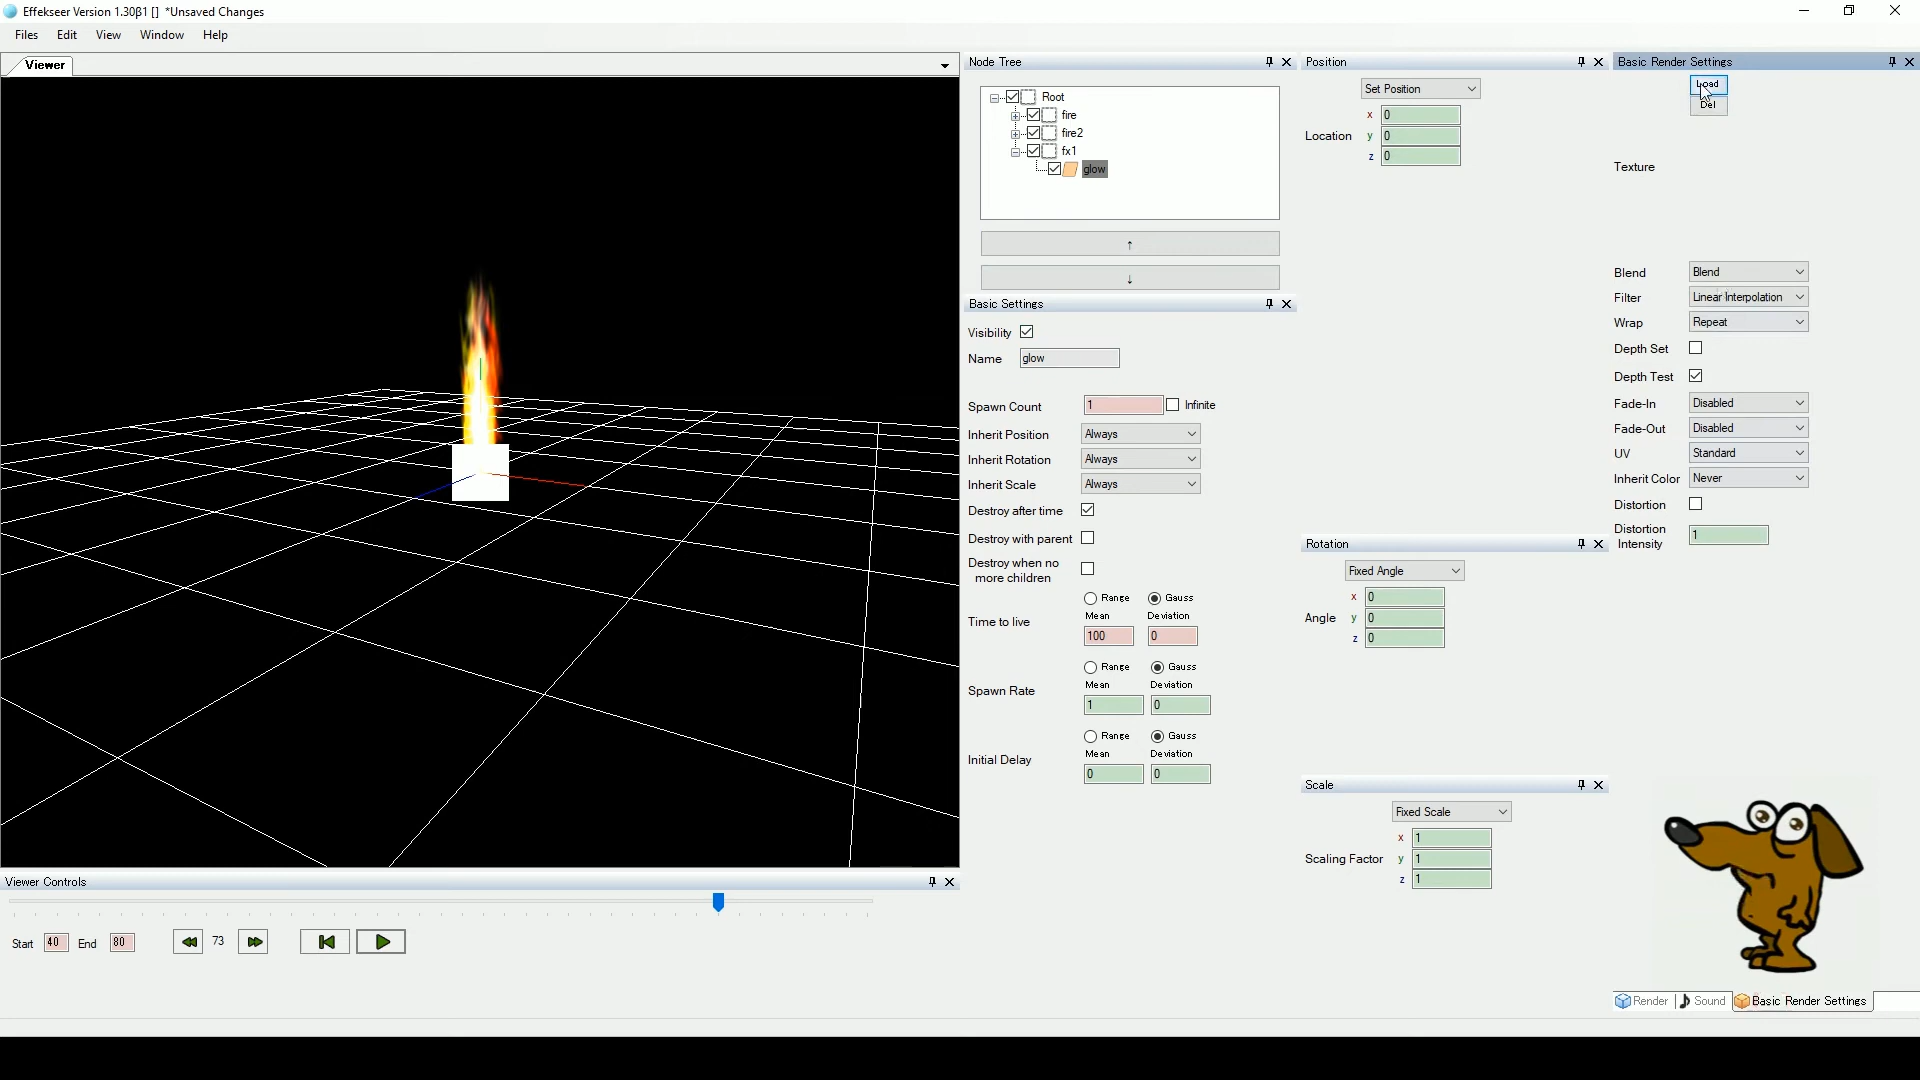 Effekseer Version 1.30β1 [] *Unsaved Changes
Files Edit View Window Help
Viewer
Node Tree
Root
fire
fire2
fx1
glow
↑
↓
Basic Settings
Visibility
Name glow
Spawn Count 1 Infinite
Inherit Position Always
Inherit Rotation Always
Inherit Scale Always
Destroy after time
Destroy with parent
Destroy when no
more children
Range Gauss
Mean Deviation
Time to live
100 0
Range Gauss
Mean Deviation
Spawn Rate
1 0
Range Gauss
Mean Deviation
Initial Delay
0 0
Position
Set Position
x 0
Location y 0
z 0
Rotation
Fixed Angle
x 0
Angle y 0
z 0
Scale
Fixed Scale
x 1
Scaling Factor y 1
z 1
Basic Render Settings
Load
Del
Texture
Blend Blend
Filter Linear Interpolation
Wrap Repeat
Depth Set
Depth Test
Fade-In Disabled
Fade-Out Disabled
UV Standard
Inherit Color Never
Distortion
Distortion
Intensity 1
Render Sound Basic Render Settings
Viewer Controls
Start 40 End 80 73